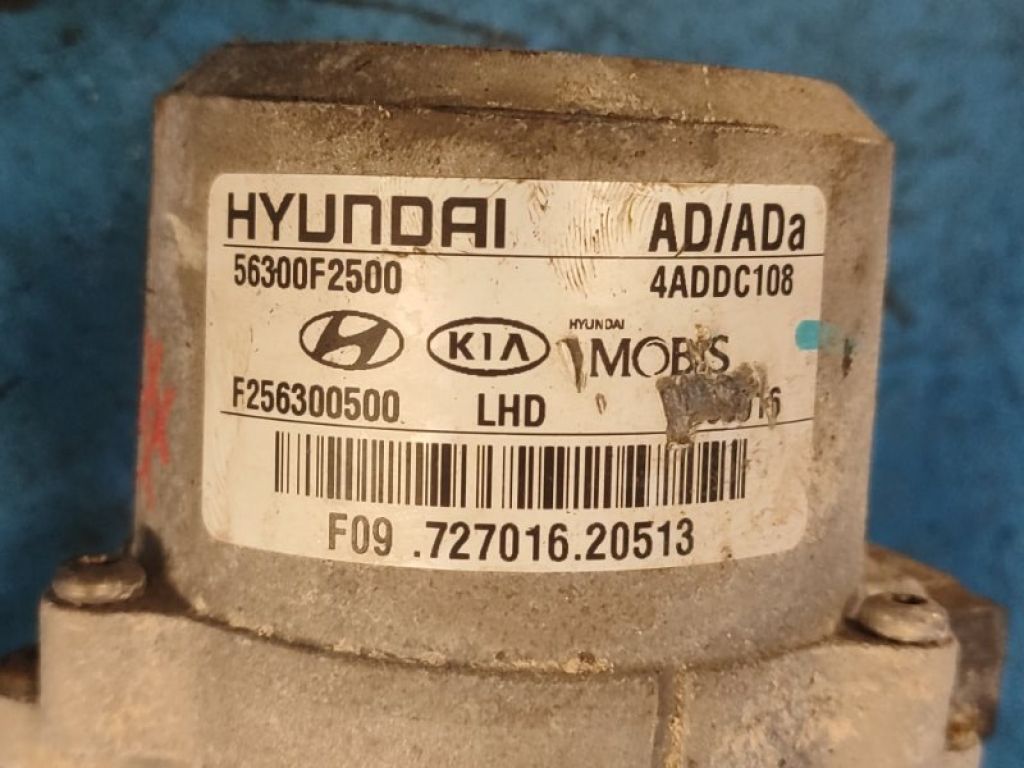 HYUNDAI AD/ADa
56300F2500 4ADDC108
KIA HYUNDAI MOBIS
F256300500 LHD
F09 .727016.20513